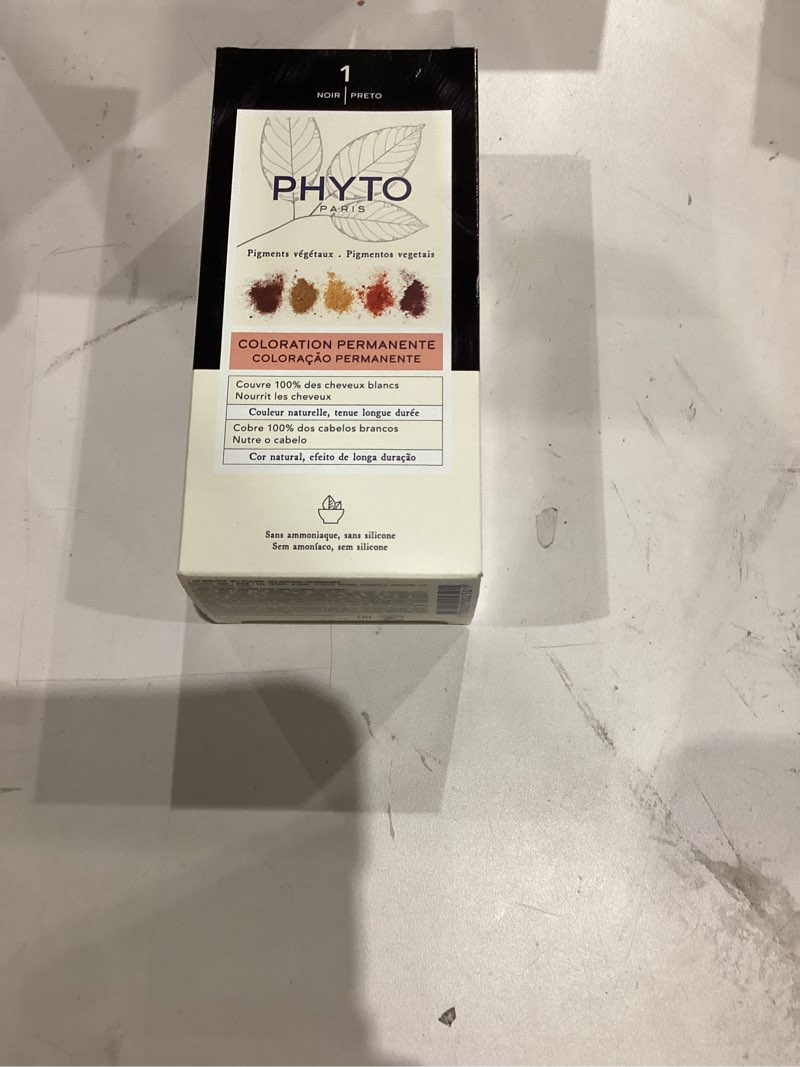 1
NOIR | PRETO
PHYTO
PARIS
Pigments végétaux . Pigmentos vegetais
COLORATION PERMANENTE
COLORAÇÃO PERMANENTE
Couvre 100% des cheveux blancs
Nourrit les cheveux
Couleur naturelle, tenue longue durée
Cobre 100% dos cabelos brancos
Nutre o cabelo
Cor natural, efeito de longa duração
Sans ammoniaque, sans silicone
Sem amoníaco, sem silicone